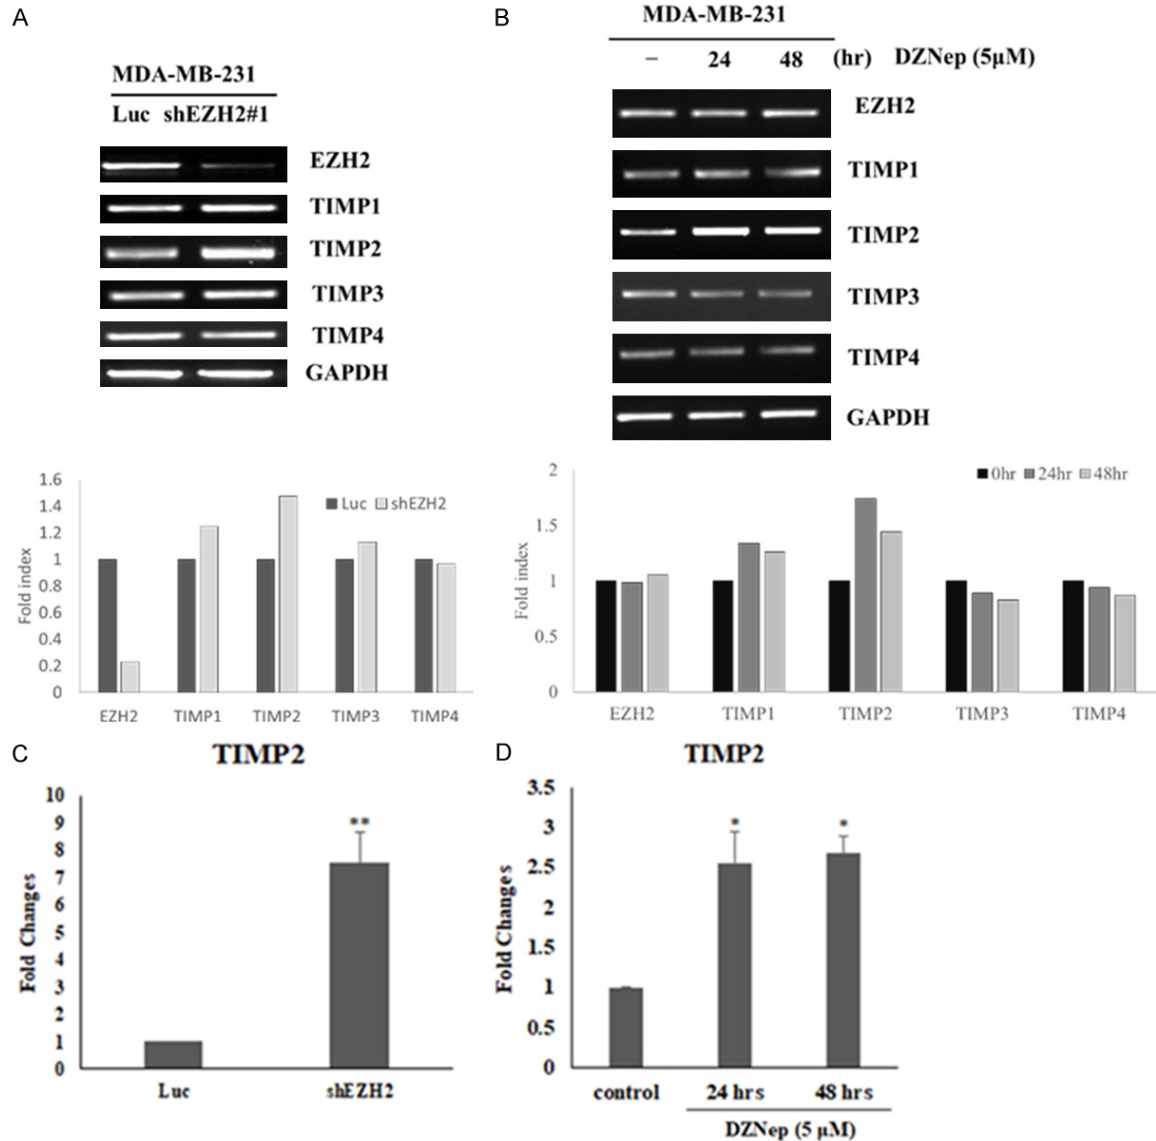 A
MDA-MB-231
Luc shEZH2#1
EZH2
TIMP1
TIMP2
TIMP3
TIMP4
GAPDH
1.6
1.4
1.2
1
0.8
0.6
0.4
0.2
0
Fold index
Luc shEZH2
EZH2 TIMP1 TIMP2 TIMP3 TIMP4
B
MDA-MB-231
– 24 48 (hr) DZNep (5μM)
EZH2
TIMP1
TIMP2
TIMP3
TIMP4
GAPDH
2
1.5
1
0.5
0
Fold index
0hr 24hr 48hr
EZH2 TIMP1 TIMP2 TIMP3 TIMP4
C
TIMP2
10
9
8
7
6
5
4
3
2
1
0
Fold Changes
**
Luc shEZH2
D
TIMP2
3.5
3
2.5
2
1.5
1
0.5
0
Fold Changes
* *
control 24 hrs 48 hrs
DZNep (5 μM)